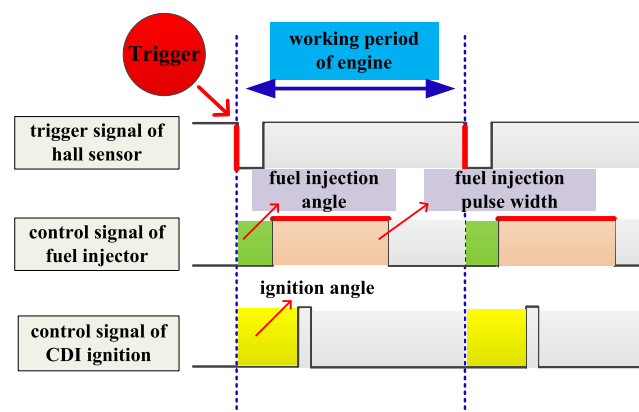 Trigger
working period
of engine
trigger signal of
hall sensor
fuel injection
angle
fuel injection
pulse width
control signal of
fuel injector
ignition angle
control signal of
CDI ignition